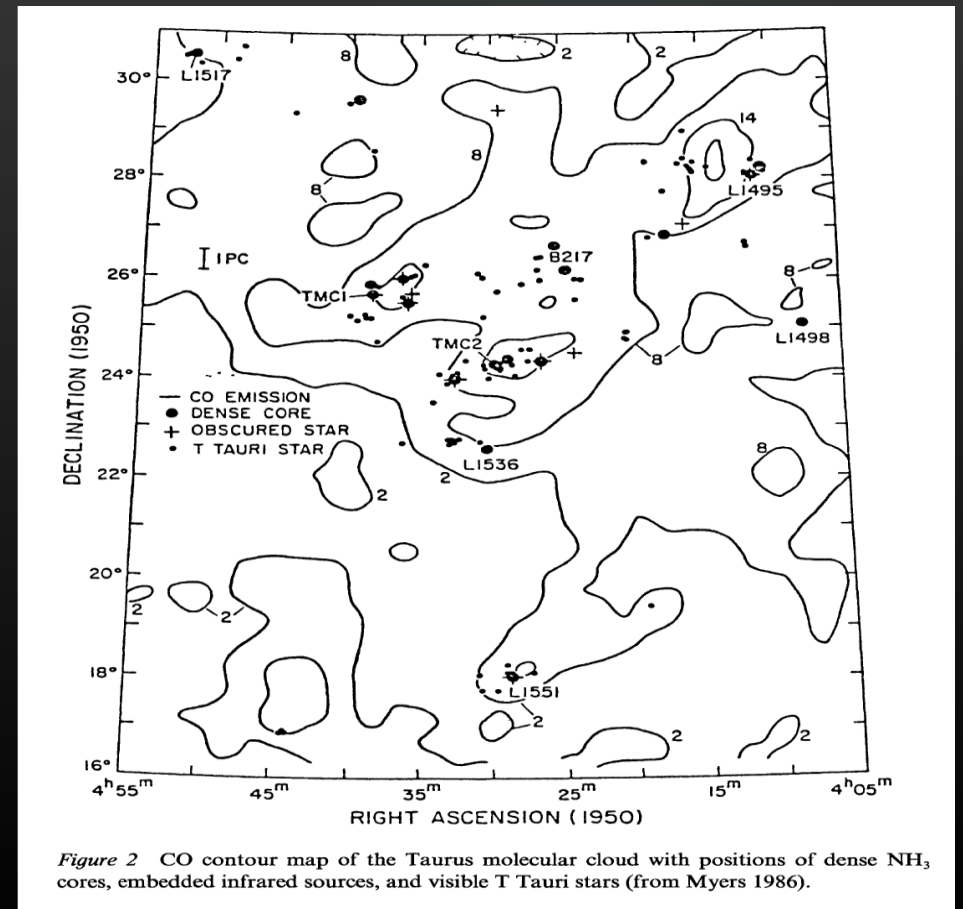 8
2
2
30°
L1517
14
8
28°
8
L1495
1PC
B217
26°
8
TMC1
L1498
TMC2
8
24°
— CO EMISSION
● DENSE CORE
+ OBSCURED STAR
• T TAURI STAR
8
L1536
22°
2
2
20°
2
2
18°
L1551
2
2
2
16°
4ʰ55ᵐ 45ᵐ 35ᵐ 25ᵐ 15ᵐ 4ʰ05ᵐ
RIGHT ASCENSION (1950)
DECLINATION (1950)
Figure 2 CO contour map of the Taurus molecular cloud with positions of dense NH₃
cores, embedded infrared sources, and visible T Tauri stars (from Myers 1986).